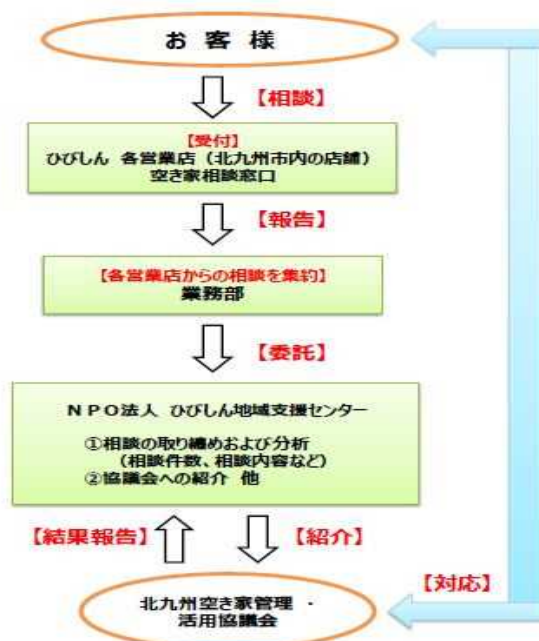 お 客 様
【相談】
【受付】
ひびしん 各営業店（北九州市内の店舗）
空き家相談窓口
【報告】
【各営業店からの相談を集約】
業務部
【委託】
ＮＰＯ法人 ひびしん地域支援センター
①相談の取り纏めおよび分析
（相談件数、相談内容など）
②協議会への紹介 他
【結果報告】
【紹介】
【対応】
北九州空き家管理 ・
活用協議会